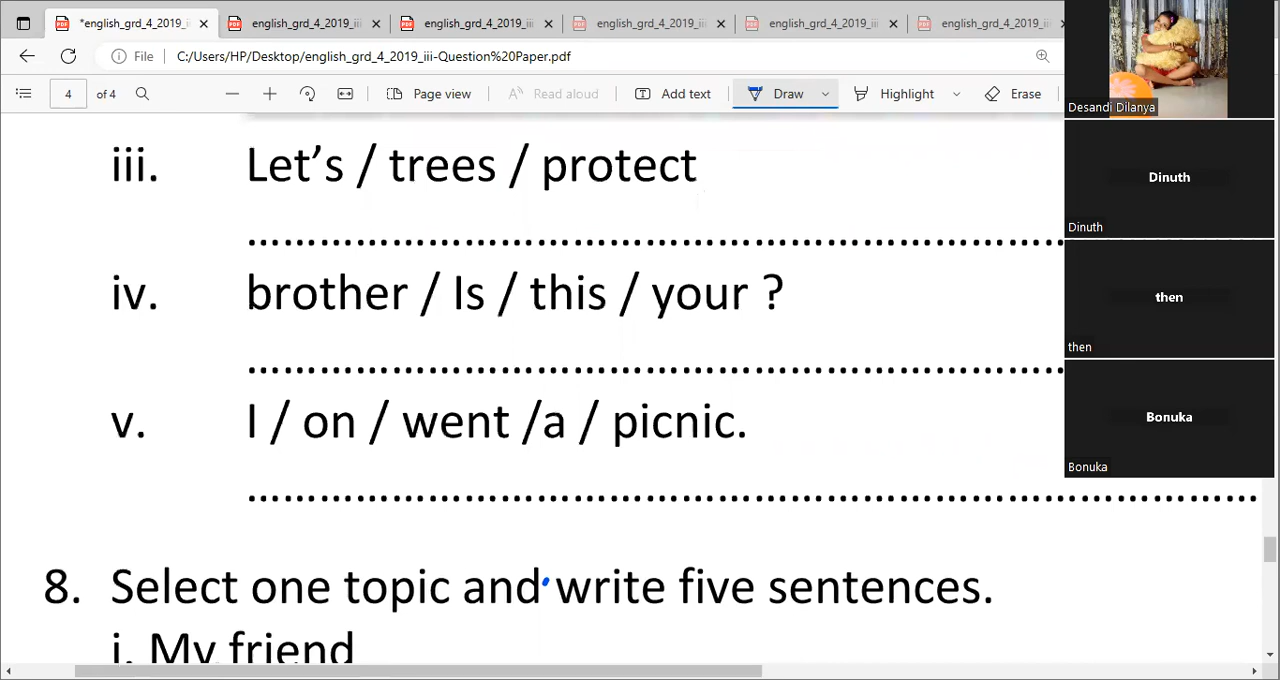 *english_grd_4_2019_ii english_grd_4_2019_iii english_grd_4_2019_iii english_grd_4_2019_iii english_grd_4_2019_iii english_grd_4_2019_iii
File C:/Users/HP/Desktop/english_grd_4_2019_iii-Question%20Paper.pdf
4 of 4 Page view Read aloud Add text Draw Highlight Erase
Desandi Dilanya
iii. Let's / trees / protect
Dinuth
Dinuth
iv. brother / Is / this / your ?
then
then
v. I / on / went /a / picnic.
Bonuka
Bonuka
8. Select one topic and write five sentences.
i. My friend